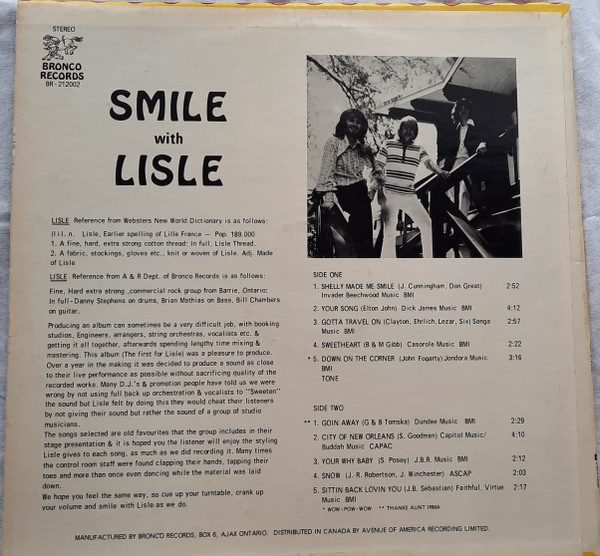 STEREO
BRONCO
RECORDS
BR - 212002
SMILE
with
LISLE
LISLE Reference from Websters New World Dictionary is as follows:
(l i l. n. Lisle, Earlier spelling of Lille France — Pop. 189.000
1. A fine, hard, extra strong cotton thread: In full, Lisle Thread.
2. A fabric, stockings, gloves etc., knit or woven of Lisle. Adj. Made
of Lisle
LISLE Reference from A & R Dept. of Bronco Records is as follows:
Fine, Hard extra strong, commercial rock group from Barrie, Ontario:
In full - Danny Stephens on drums, Brian Mathias on Bass, Bill Chambers
on guitar.
Producing an album can sometimes be a very difficult job, with booking
studios, Engineers, arrangers, string orchestras, vocalists etc. &
getting it all together, afterwards spending lengthy time mixing &
mastering. This album (The first for Lisle) was a pleasure to produce.
Over a year in the making it was decided to produce a sound as close
to their live performance as possible without sacrificing quality of the
recorded works. Many D.J.'s & promotion people have told us we were
wrong by not using full back up orchestration & vocalists to "Sweeten"
the sound but Lisle felt by doing this they would cheat their listeners
by not giving their sound but rather the sound of a group of studio
musicians.
The songs selected are old favourites that the group includes in their
stage presentation & it is hoped you the listener will enjoy the styling
Lisle gives to each song, as much as we did recording it. Many times
the control room staff were found clapping their hands, tapping their
toes and more than once even dancing while the material was laid
down.
We hope you feel the same way, so cue up your turntable, crank up
your volume and smile with Lisle as we do.
SIDE ONE
1. SHELLY MADE ME SMILE (J. Cunningham, Don Great) 2:52
Invader Beechwood Music BMI
2. YOUR SONG (Elton John) Dick James Music BMI 4:12
3. GOTTA TRAVEL ON (Clayton, Ehrlich, Lezar, Six) Sanga 2:57
Music BMI
4. SWEETHEART (B & M Gibb) Casorole Music BMI 2:22
* 5. DOWN ON THE CORNER (John Fogarty) Jondora Music 3:16
BMI
TONE
SIDE TWO
** 1. GOIN AWAY (G & B Tomska) Dundee Music BMI 2:29
2. CITY OF NEW ORLEANS (S. Goodman) Capitol Music/ 4:10
Buddah Music CAPAC
3. YOUR WHY BABY (S. Posey) J.B.R. Music BMI 2:12
4. SNOW (J. R. Robertson, J. Winchester) ASCAP 2:03
5. SITTIN BACK LOVIN YOU (J.B. Sebastian) Faithful, Virtue 2:17
Music BMI
* WOW - POW - WOW ** THANKS AUNT IRMA
MANUFACTURED BY BRONCO RECORDS, BOX 6, AJAX ONTARIO. DISTRIBUTED IN CANADA BY AVENUE OF AMERICA RECORDING LIMITED.